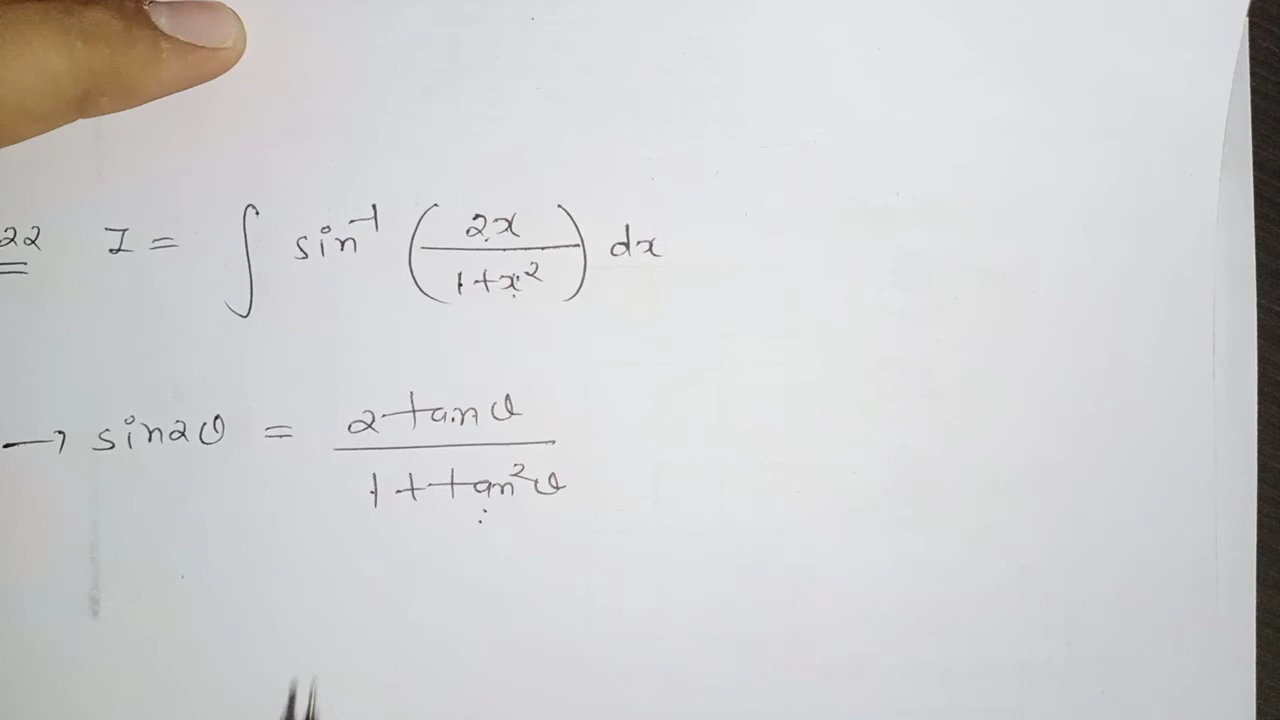 22 I = ∫ sin⁻¹ (2x / 1+x²) dx
→ sin2θ = 2tanθ / 1+tan²θ